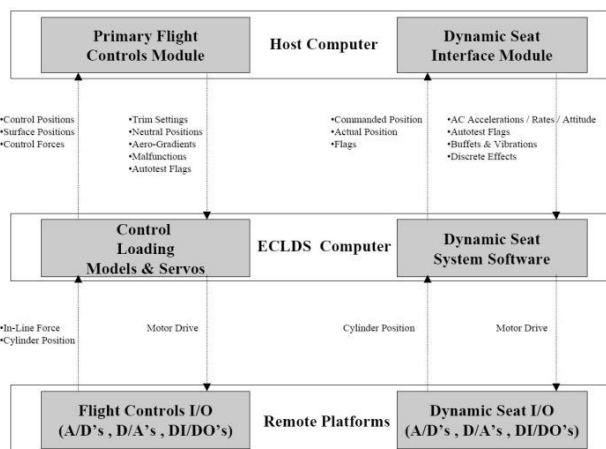 Primary Flight
Controls Module
Host Computer
Dynamic Seat
Interface Module
•Control Positions
•Surface Positions
•Control Forces
•Trim Settings
•Neutral Positions
•Aero-Gradients
•Malfunctions
•Autotest Flags
•Commanded Position
•Actual Position
•Flags
•AC Accelerations / Rates / Attitude
•Autotest Flags
•Buffets & Vibrations
•Discrete Effects
Control
Loading
Models & Servos
ECLDS Computer
Dynamic Seat
System Software
•In-Line Force
•Cylinder Position
Motor Drive
Cylinder Position
Motor Drive
Flight Controls I/O
(A/D's , D/A's , DI/DO's)
Remote Platforms
Dynamic Seat I/O
(A/D's , D/A's , DI/DO's)